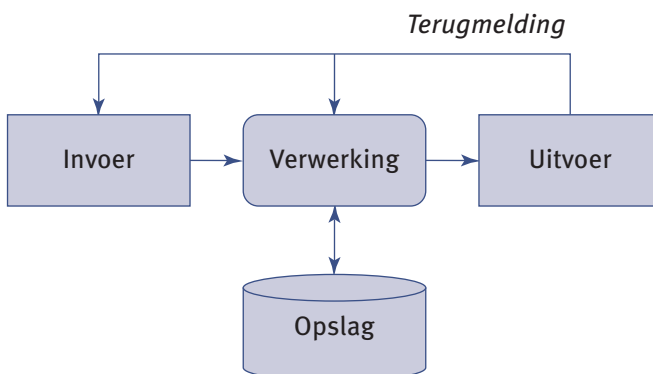 Terugmelding
Invoer
Verwerking
Uitvoer
Opslag